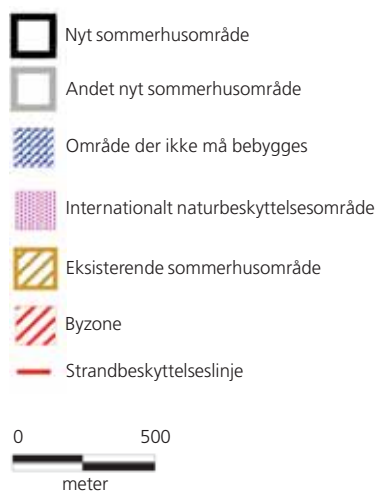 Nyt sommerhusområde
Andet nyt sommerhusområde
Område der ikke må bebygges
Internationalt naturbeskyttelsesområde
Eksisterende sommerhusområde
Byzone
Strandbeskyttelseslinje
0 500
meter